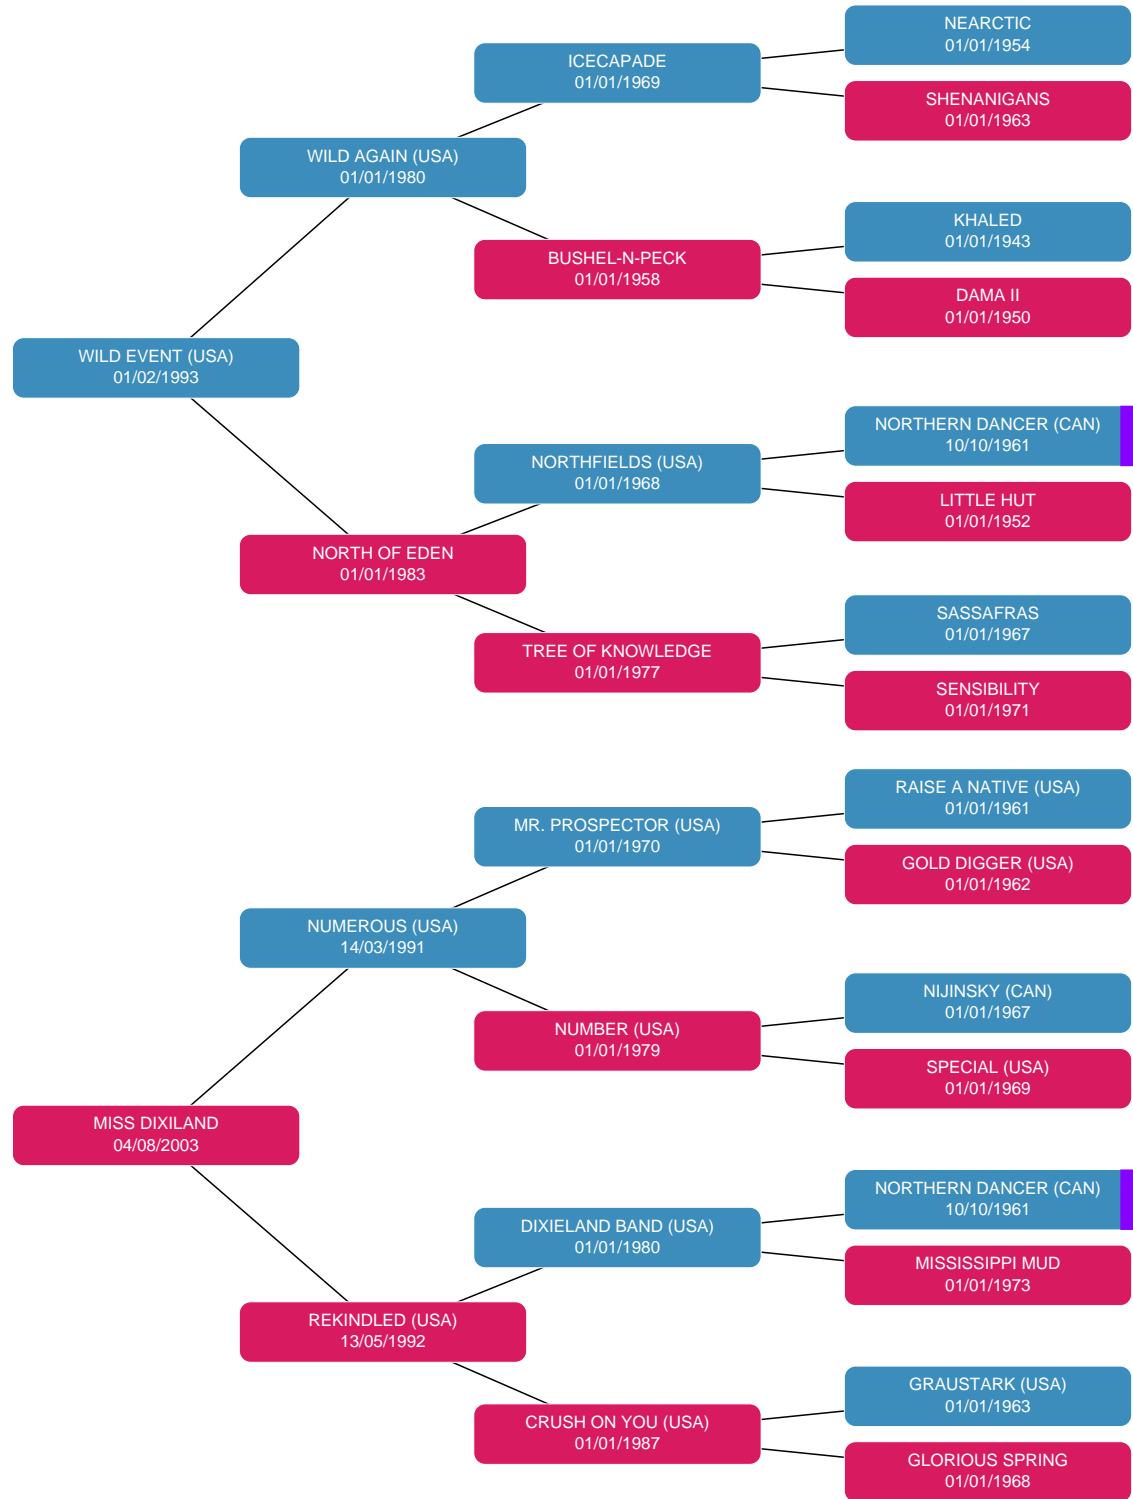 NEARCTIC
01/01/1954
ICECAPADE
01/01/1969
SHENANIGANS
01/01/1963
WILD AGAIN (USA)
01/01/1980
KHALED
01/01/1943
BUSHEL-N-PECK
01/01/1958
DAMA II
01/01/1950
WILD EVENT (USA)
01/02/1993
NORTHERN DANCER (CAN)
10/10/1961
NORTHFIELDS (USA)
01/01/1968
LITTLE HUT
01/01/1952
NORTH OF EDEN
01/01/1983
SASSAFRAS
01/01/1967
TREE OF KNOWLEDGE
01/01/1977
SENSIBILITY
01/01/1971
RAISE A NATIVE (USA)
01/01/1961
MR. PROSPECTOR (USA)
01/01/1970
GOLD DIGGER (USA)
01/01/1962
NUMEROUS (USA)
14/03/1991
NIJINSKY (CAN)
01/01/1967
NUMBER (USA)
01/01/1979
SPECIAL (USA)
01/01/1969
MISS DIXILAND
04/08/2003
NORTHERN DANCER (CAN)
10/10/1961
DIXIELAND BAND (USA)
01/01/1980
MISSISSIPPI MUD
01/01/1973
REKINDLED (USA)
13/05/1992
GRAUSTARK (USA)
01/01/1963
CRUSH ON YOU (USA)
01/01/1987
GLORIOUS SPRING
01/01/1968